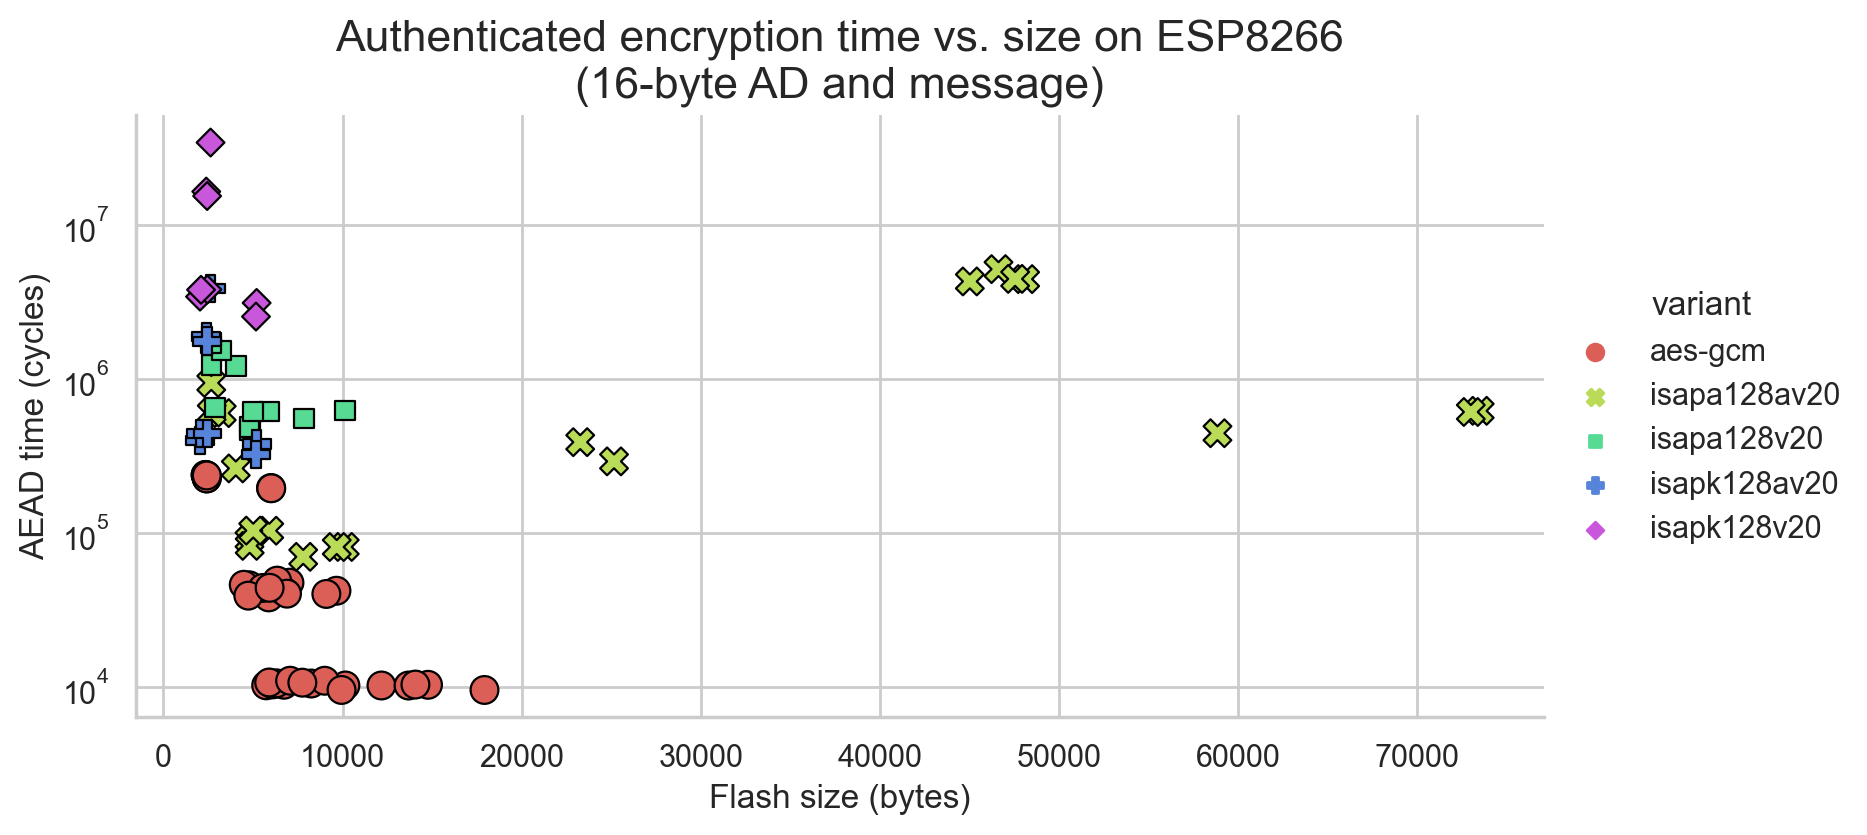 Authenticated encryption time vs. size on ESP8266
(16-byte AD and message)
AEAD time (cycles)
10^7
10^6
10^5
10^4
0 10000 20000 30000 40000 50000 60000 70000
Flash size (bytes)
variant
aes-gcm
isapa128av20
isapa128v20
isapk128av20
isapk128v20